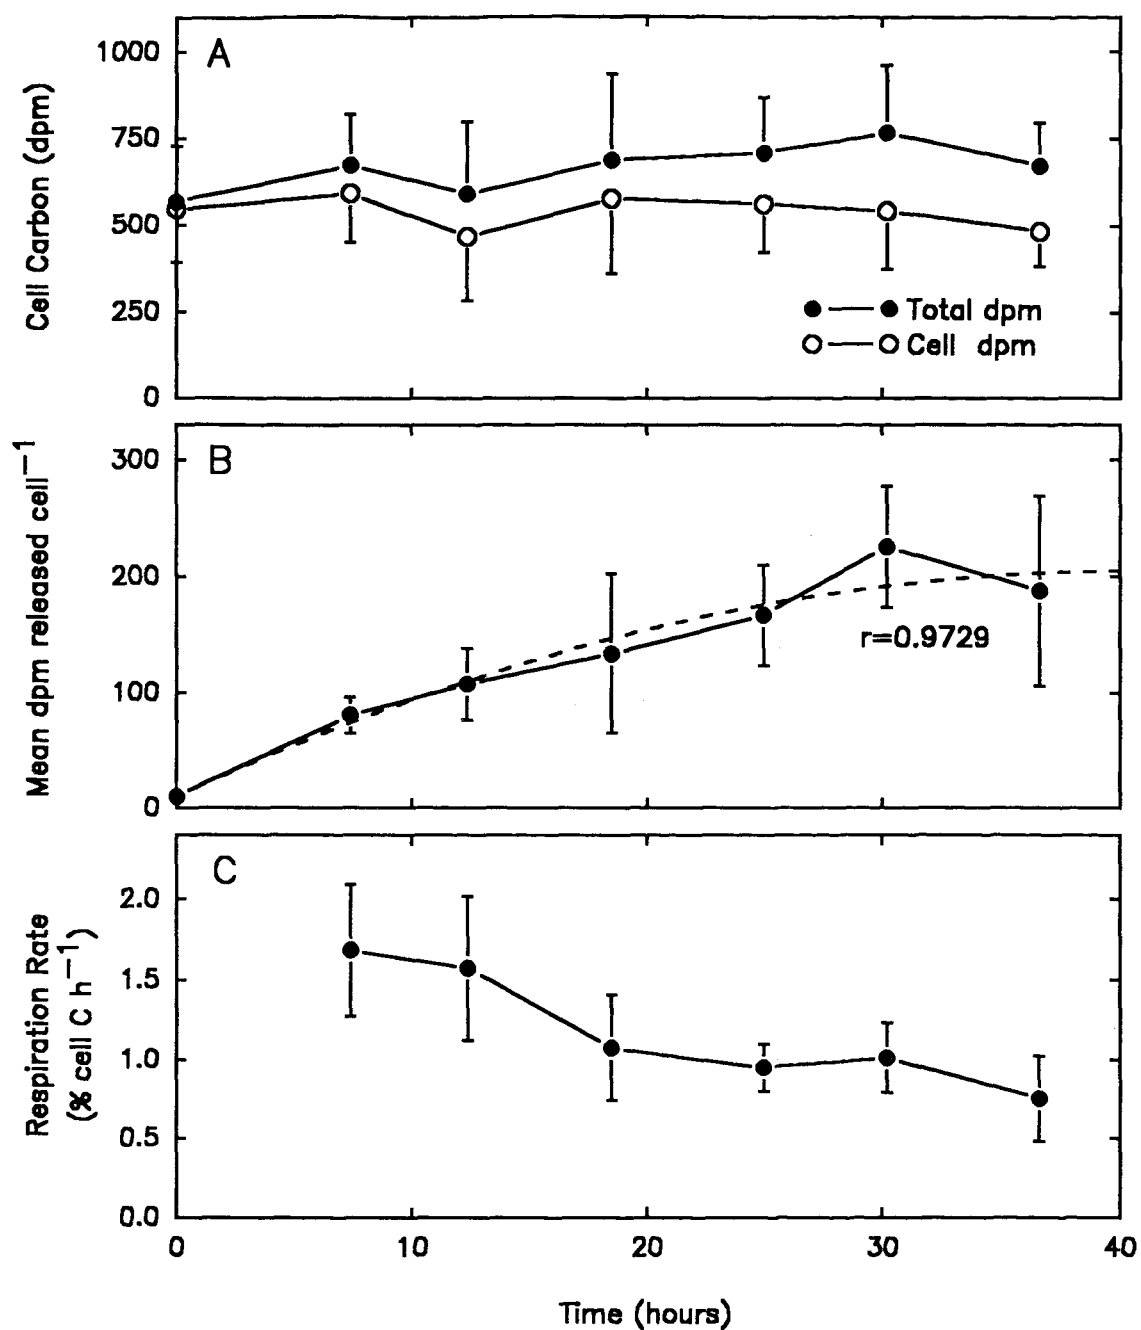 A
Cell Carbon (dpm)
1000
750
500
250
0
Total dpm
Cell dpm
B
Mean dpm released cell⁻¹
300
200
100
0
r=0.9729
C
Respiration Rate
(% cell C h⁻¹)
2.0
1.5
1.0
0.5
0.0
0 10 20 30 40
Time (hours)